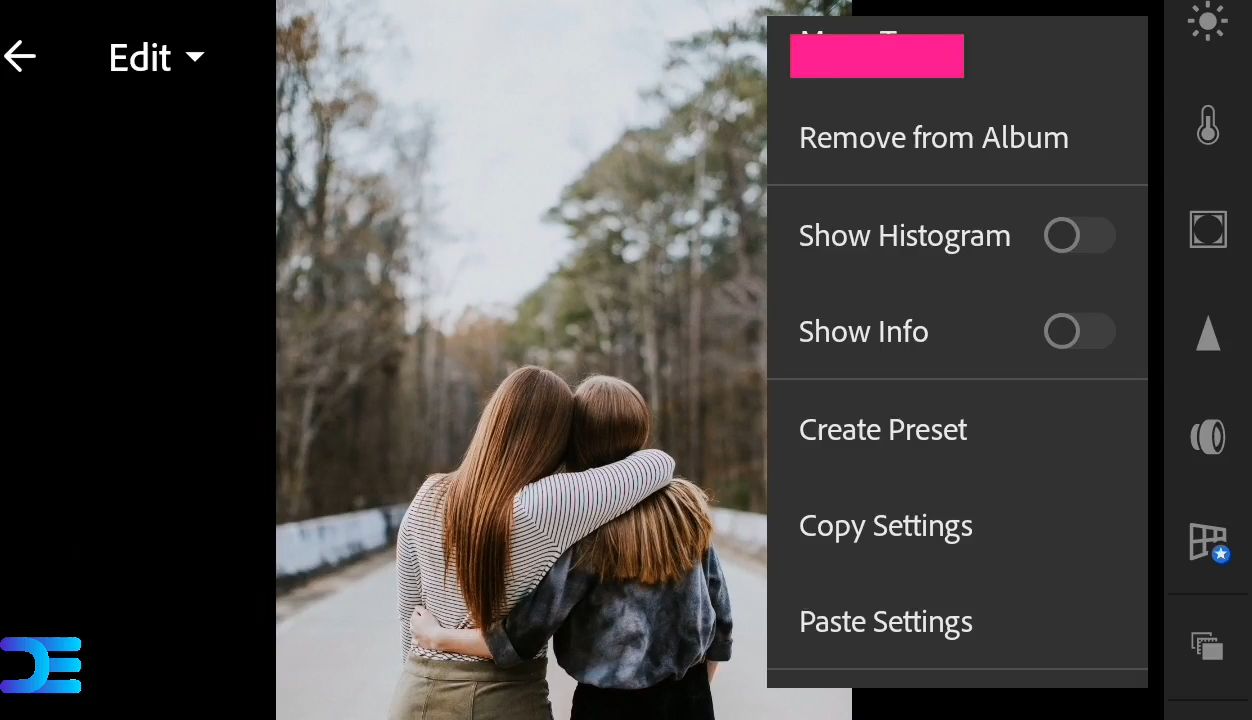 Edit
Remove from Album
Show Histogram
Show Info
Create Preset
Copy Settings
Paste Settings